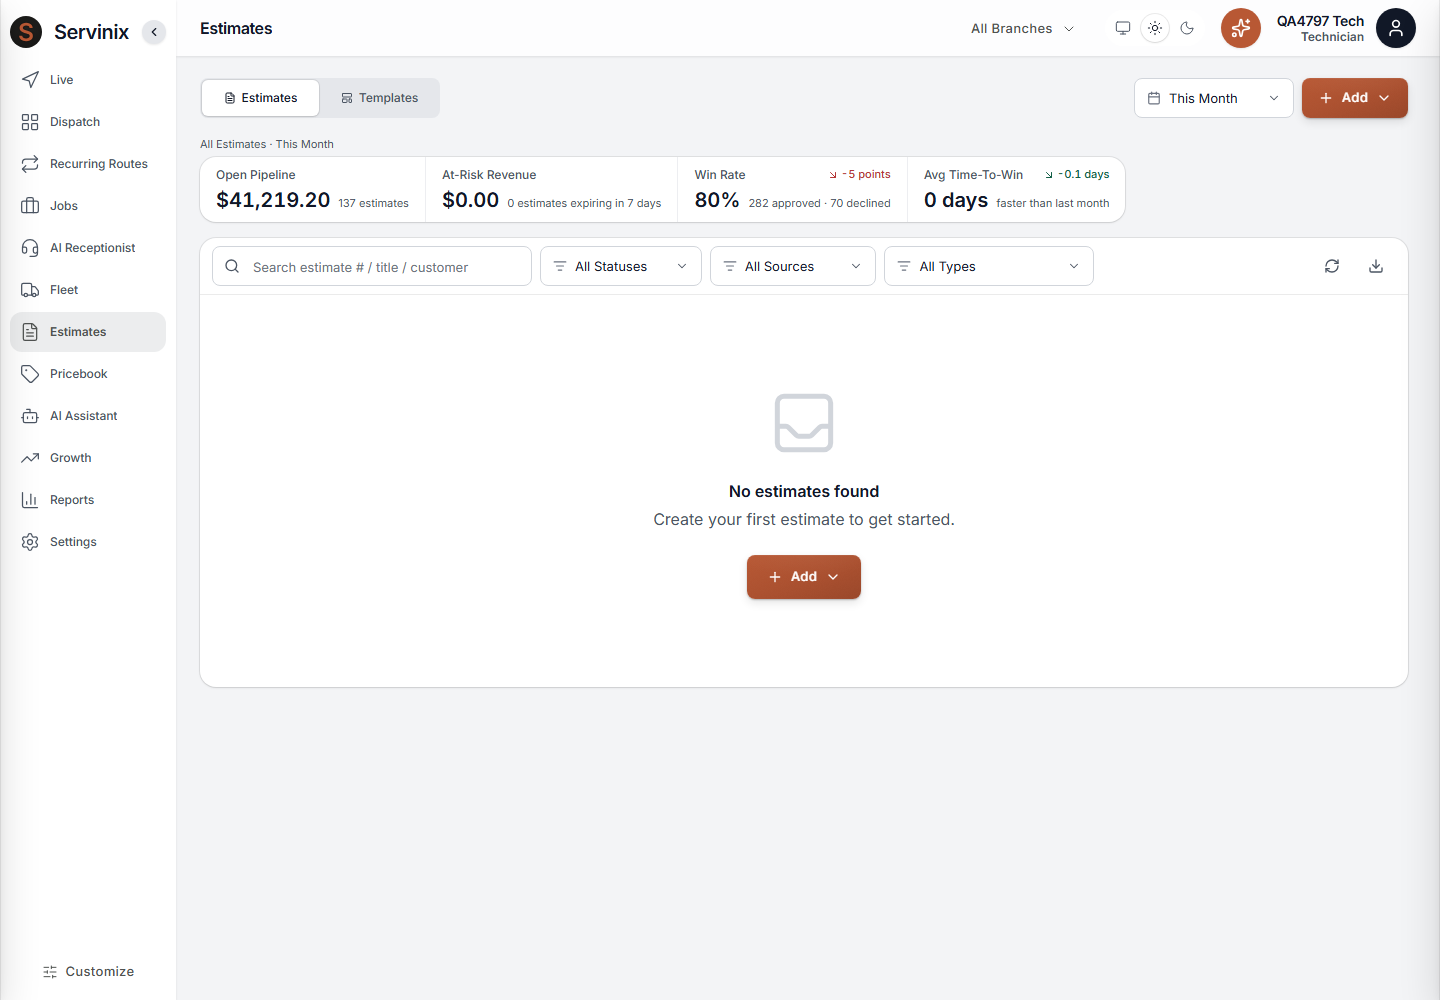 S Servinix
Live
Dispatch
Recurring Routes
Jobs
AI Receptionist
Fleet
Estimates
Pricebook
AI Assistant
Growth
Reports
Settings
Customize
Estimates
All Branches
QA4797 Tech
Technician
Estimates Templates
This Month
Add
All Estimates · This Month
Open Pipeline
$41,219.20 137 estimates
At-Risk Revenue
$0.00 0 estimates expiring in 7 days
Win Rate -5 points
80% 282 approved · 70 declined
Avg Time-To-Win -0.1 days
0 days faster than last month
Search estimate # / title / customer
All Statuses
All Sources
All Types
No estimates found
Create your first estimate to get started.
Add